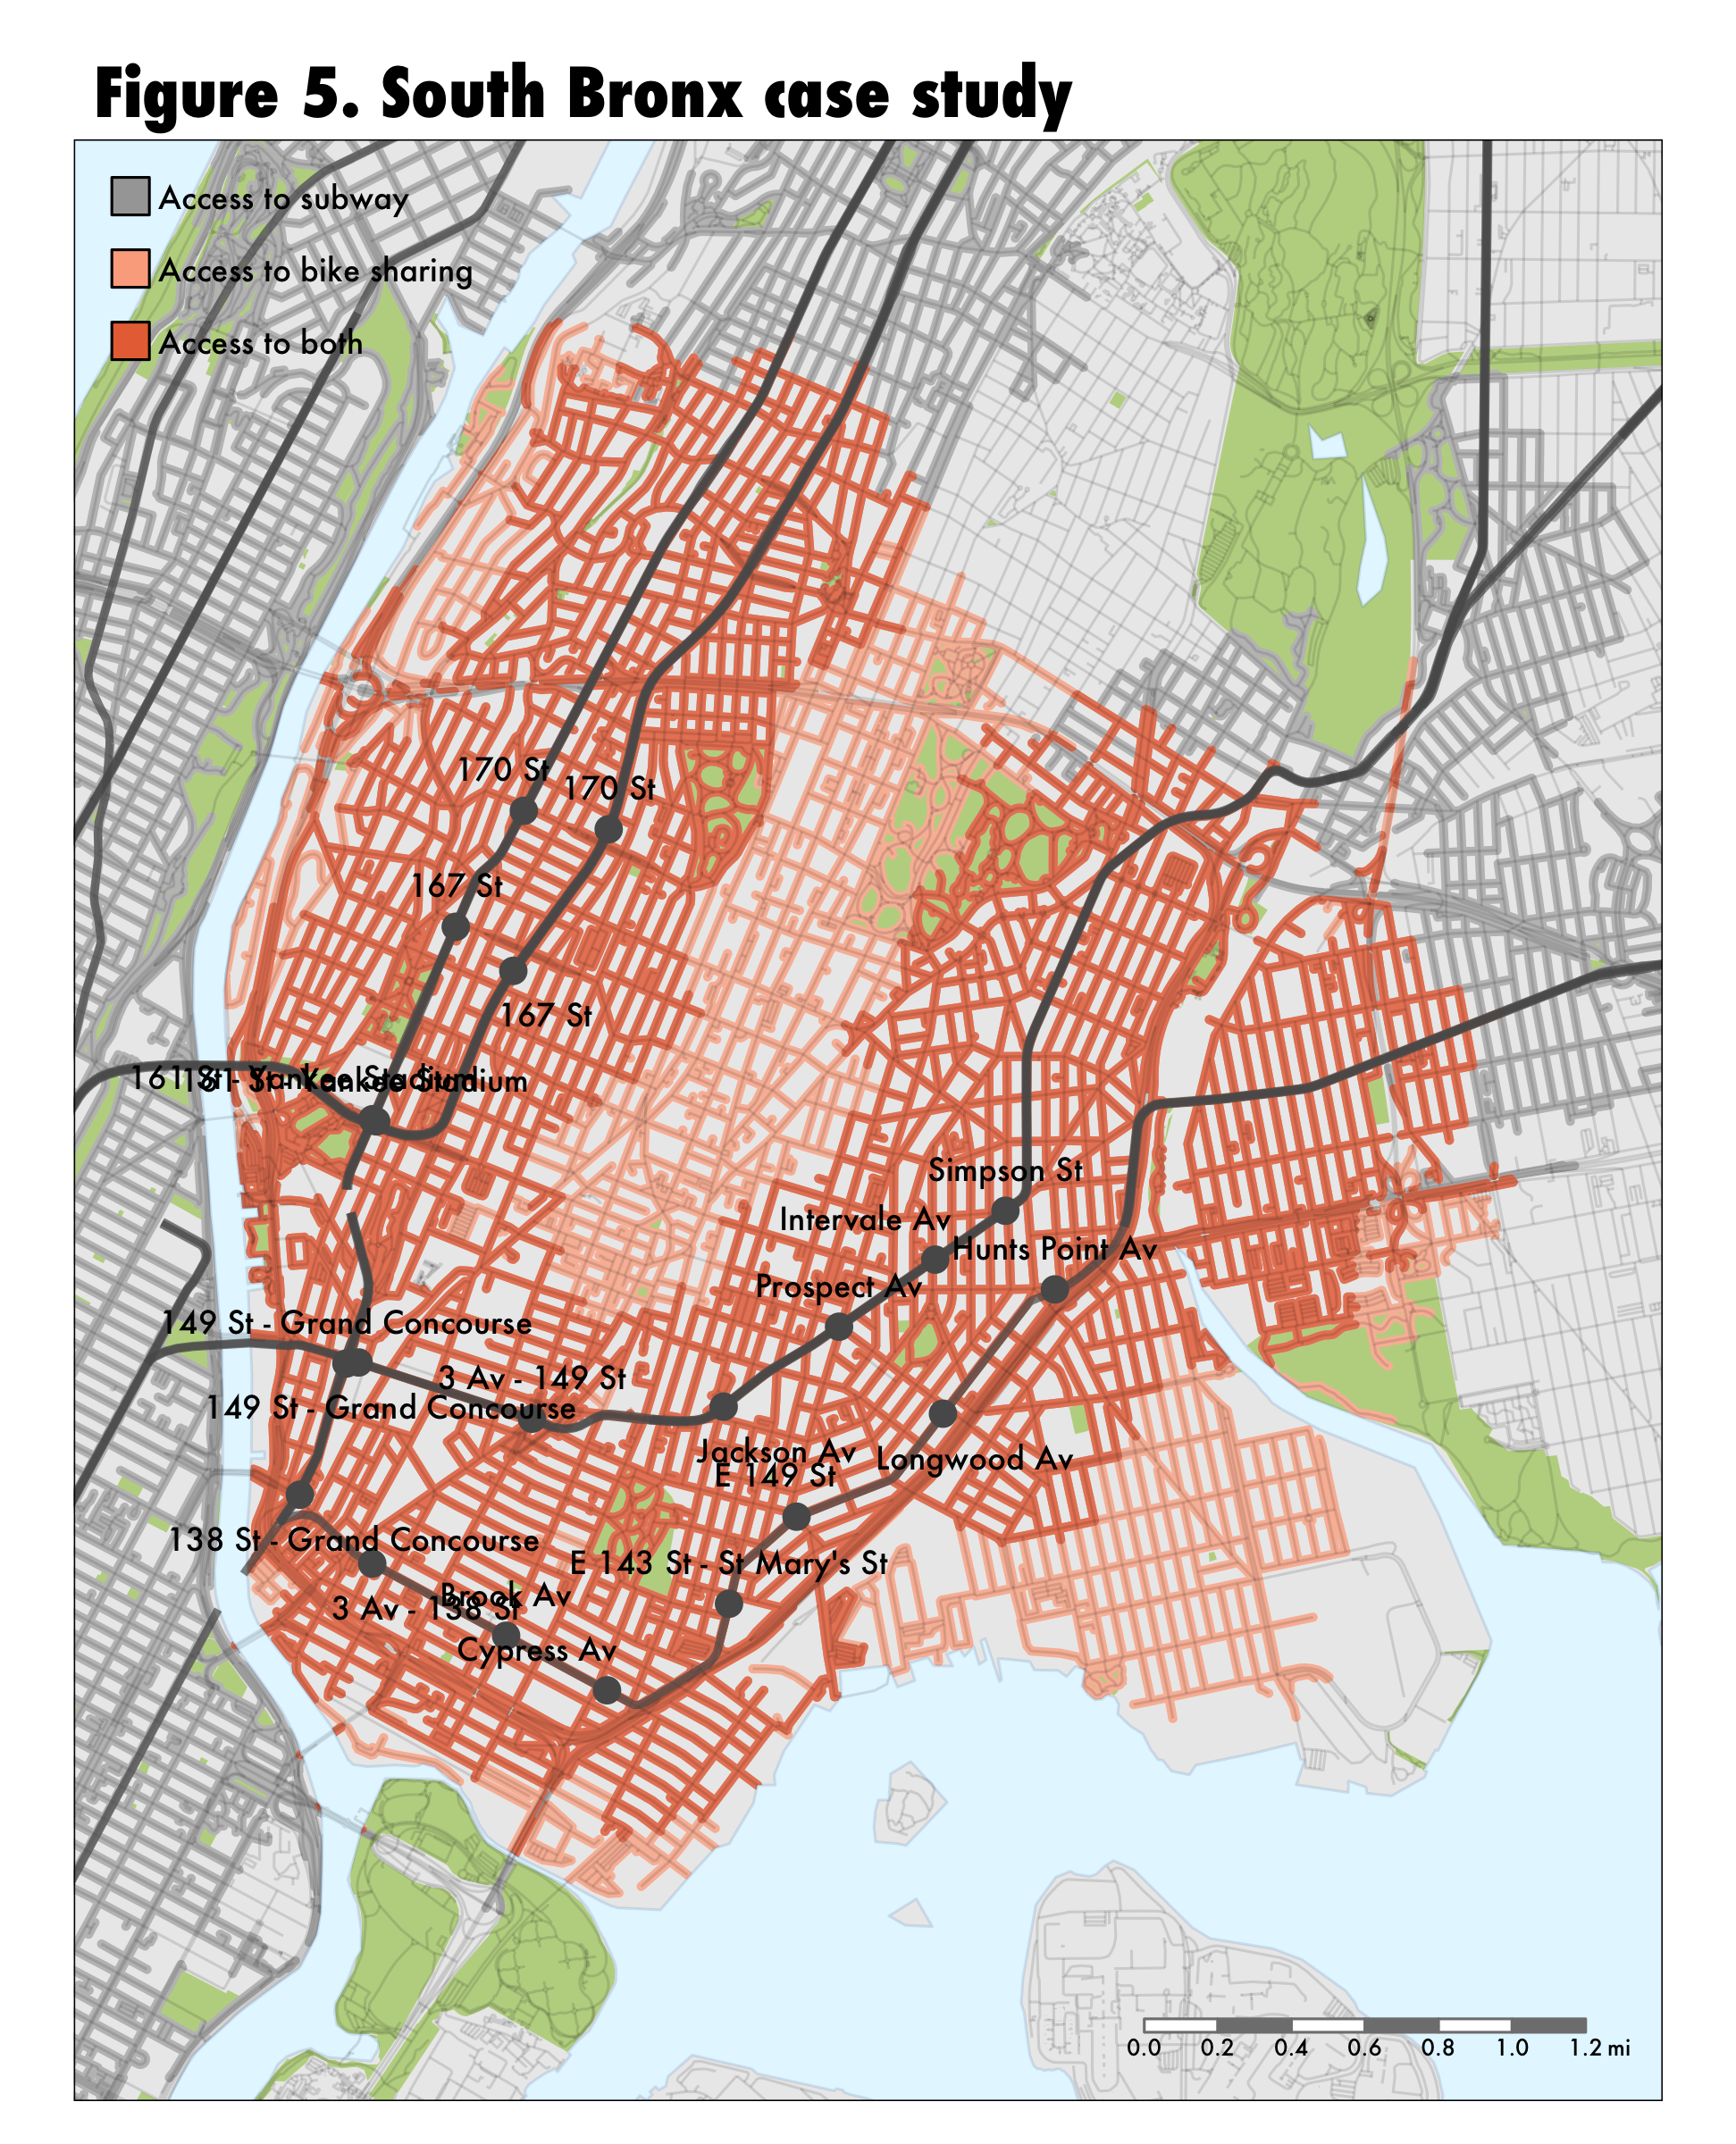 Figure 5. South Bronx case study
Access to subway
Access to bike sharing
Access to both
170 St
170 St
167 St
167 St
161 St - Yankee Stadium
161 St - Yankee Stadium
Simpson St
Intervale Av
Hunts Point Av
Prospect Av
149 St - Grand Concourse
3 Av - 149 St
149 St - Grand Concourse
Jackson Av
Longwood Av
E 149 St
138 St - Grand Concourse
E 143 St - St Mary's St
Brook Av
3 Av - 138 St
Cypress Av
0.0 0.2 0.4 0.6 0.8 1.0 1.2 mi